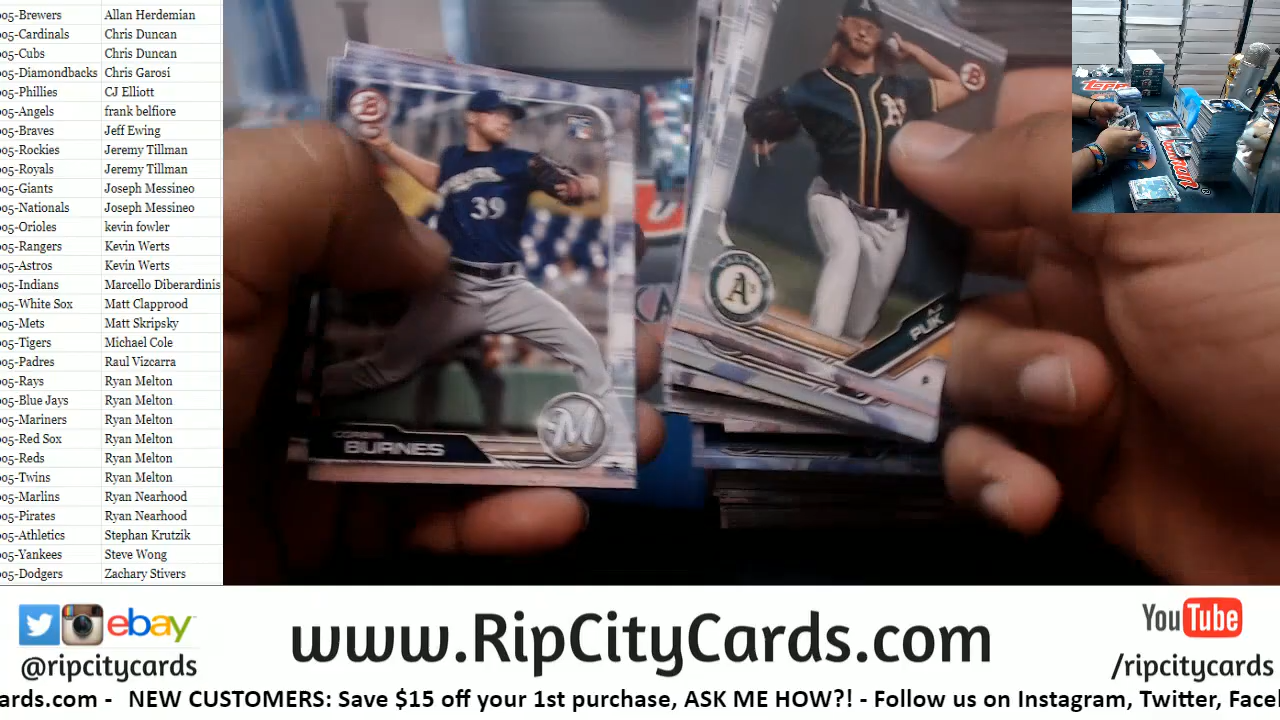 05-Brewers Allan Herdemian
05-Cardinals Chris Duncan
05-Cubs Chris Duncan
05-Diamondbacks Chris Garosi
05-Phillies CJ Elliott
05-Angels frank belfiore
05-Braves Jeff Ewing
05-Rockies Jeremy Tillman
05-Royals Jeremy Tillman
05-Giants Joseph Messineo
05-Nationals Joseph Messineo
05-Orioles kevin fowler
05-Rangers Kevin Werts
05-Astros Kevin Werts
05-Indians Marcello Diberardinis
05-White Sox Matt Clapprood
05-Mets Matt Skripsky
05-Tigers Michael Cole
05-Padres Raul Vizcarra
05-Rays Ryan Melton
05-Blue Jays Ryan Melton
05-Mariners Ryan Melton
05-Red Sox Ryan Melton
05-Reds Ryan Melton
05-Twins Ryan Melton
05-Marlins Ryan Nearhood
05-Pirates Ryan Nearhood
05-Athletics Stephan Krutzik
05-Yankees Steve Wong
05-Dodgers Zachary Stivers
B
39
M
CORBIN
BURNES
B
A's
A's
A.J.
PUK
P
topps
ebay
@ripcitycards
www.RipCityCards.com
YouTube
/ripcitycards
ards.com - NEW CUSTOMERS: Save $15 off your 1st purchase, ASK ME HOW?! - Follow us on Instagram, Twitter, Face